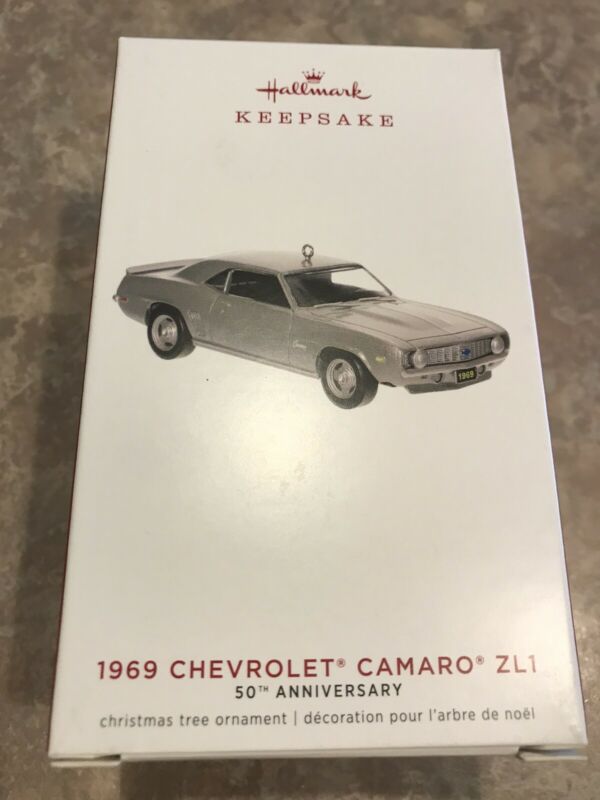 Hallmark
KEEPSAKE
1969
1969 CHEVROLET® CAMARO® ZL1
50TH ANNIVERSARY
christmas tree ornament | décoration pour l'arbre de noël